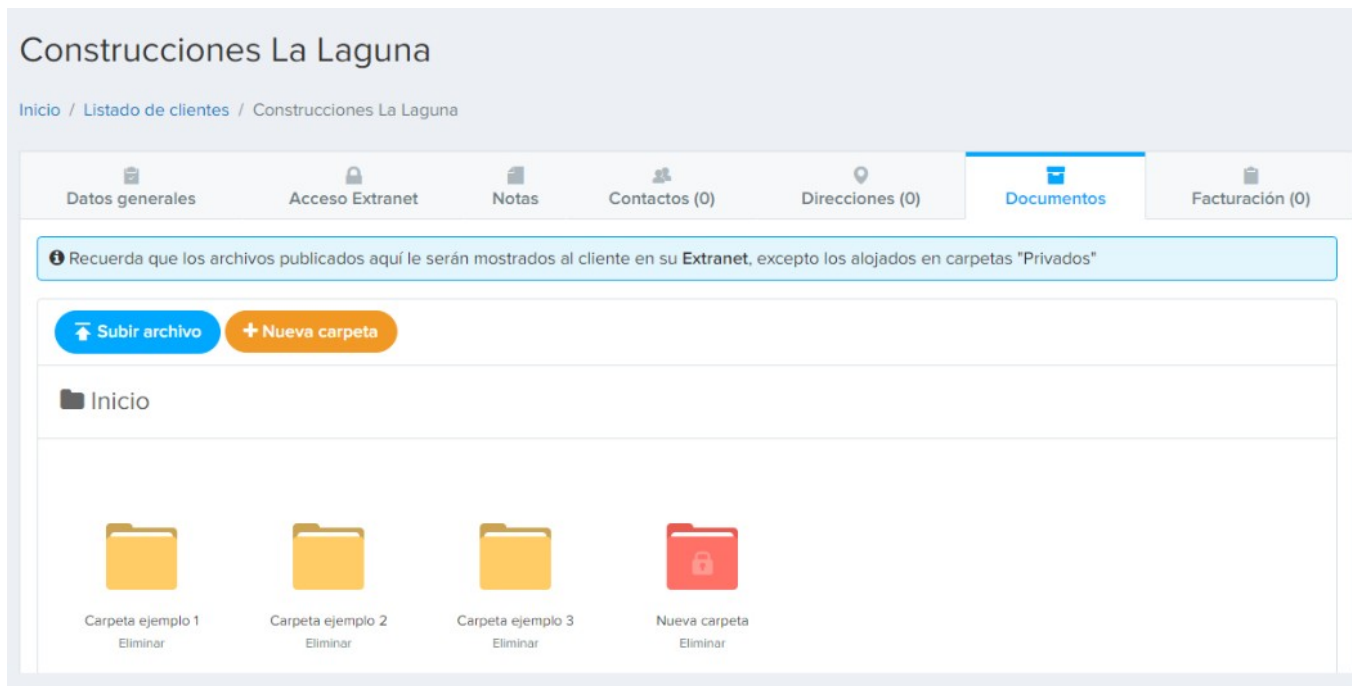 Construcciones La Laguna
Inicio / Listado de clientes / Construcciones La Laguna
Datos generales
Acceso Extranet
Notas
Contactos (0)
Direcciones (0)
Documentos
Facturación (0)
Recuerda que los archivos publicados aquí le serán mostrados al cliente en su Extranet, excepto los alojados en carpetas "Privados"
Subir archivo
+ Nueva carpeta
Inicio
Carpeta ejemplo 1
Eliminar
Carpeta ejemplo 2
Eliminar
Carpeta ejemplo 3
Eliminar
Nueva carpeta
Eliminar